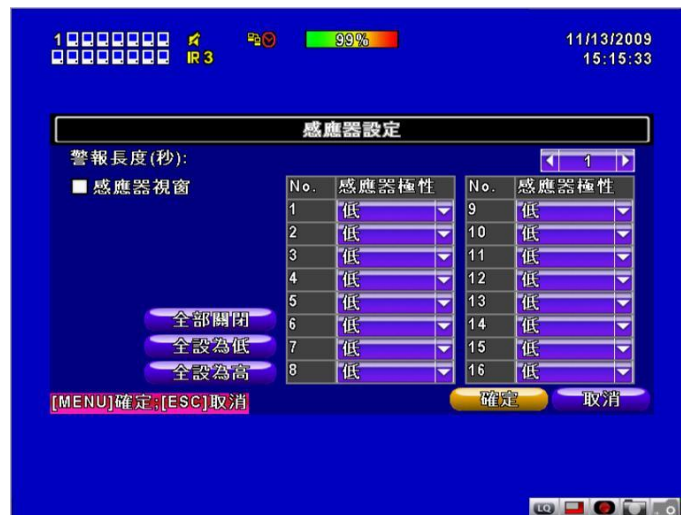 1 99% 11/13/2009
IR 3 15:15:33
感應器設定
警報長度(秒): 1
感應器視窗
No. 感應器極性 No. 感應器極性
1 低 9 低
2 低 10 低
3 低 11 低
4 低 12 低
5 低 13 低
6 低 14 低
7 低 15 低
8 低 16 低
全部關閉
全設為低
全設為高
[MENU]確定;[ESC]取消 確定 取消
LQ